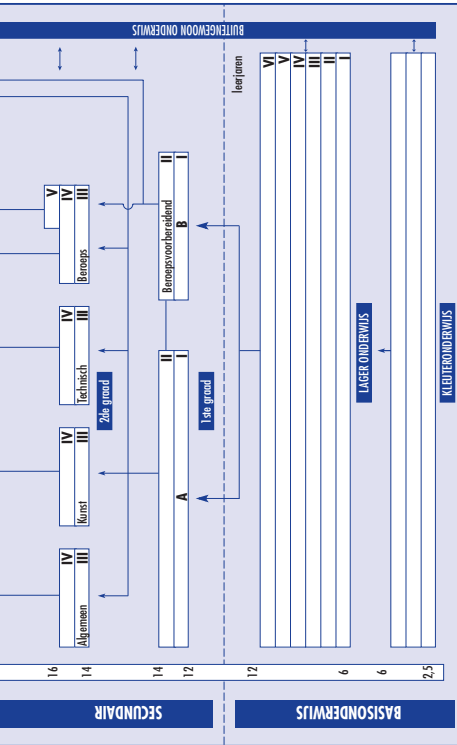 BUITENGEWOON ONDERWIJS
leerjaren
V
IV
III
Beroeps
IV
III
Technisch
IV
III
Kunst
IV
III
Algemeen
2de graad
II
Beroepsvoorbereidend
I
B
II
I
A
1ste graad
VI
V
IV
III
II
I
LAGER ONDERWIJS
KLEUTERONDERWIJS
16
14
14
12
12
6
6
2,5
SECUNDAIR
BASISONDERWIJS